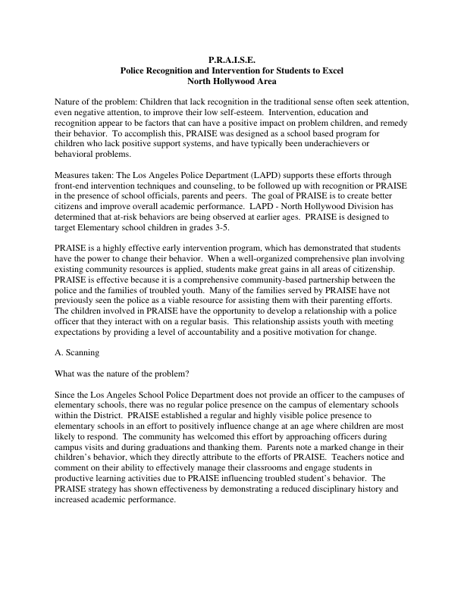 P.R.A.I.S.E.
Police Recognition and Intervention for Students to Excel
North Hollywood Area
Nature of the problem: Children that lack recognition in the traditional sense often seek attention,
even negative attention, to improve their low self-esteem. Intervention, education and
recognition appear to be factors that can have a positive impact on problem children, and remedy
their behavior. To accomplish this, PRAISE was designed as a school based program for
children who lack positive support systems, and have typically been underachievers or
behavioral problems.
Measures taken: The Los Angeles Police Department (LAPD) supports these efforts through
front-end intervention techniques and counseling, to be followed up with recognition or PRAISE
in the presence of school officials, parents and peers. The goal of PRAISE is to create better
citizens and improve overall academic performance. LAPD - North Hollywood Division has
determined that at-risk behaviors are being observed at earlier ages. PRAISE is designed to
target Elementary school children in grades 3-5.
PRAISE is a highly effective early intervention program, which has demonstrated that students
have the power to change their behavior. When a well-organized comprehensive plan involving
existing community resources is applied, students make great gains in all areas of citizenship.
PRAISE is effective because it is a comprehensive community-based partnership between the
police and the families of troubled youth. Many of the families served by PRAISE have not
previously seen the police as a viable resource for assisting them with their parenting efforts.
The children involved in PRAISE have the opportunity to develop a relationship with a police
officer that they interact with on a regular basis. This relationship assists youth with meeting
expectations by providing a level of accountability and a positive motivation for change.
A. Scanning
What was the nature of the problem?
Since the Los Angeles School Police Department does not provide an officer to the campuses of
elementary schools, there was no regular police presence on the campus of elementary schools
within the District. PRAISE established a regular and highly visible police presence to
elementary schools in an effort to positively influence change at an age where children are most
likely to respond. The community has welcomed this effort by approaching officers during
campus visits and during graduations and thanking them. Parents note a marked change in their
children's behavior, which they directly attribute to the efforts of PRAISE. Teachers notice and
comment on their ability to effectively manage their classrooms and engage students in
productive learning activities due to PRAISE influencing troubled student's behavior. The
PRAISE strategy has shown effectiveness by demonstrating a reduced disciplinary history and
increased academic performance.